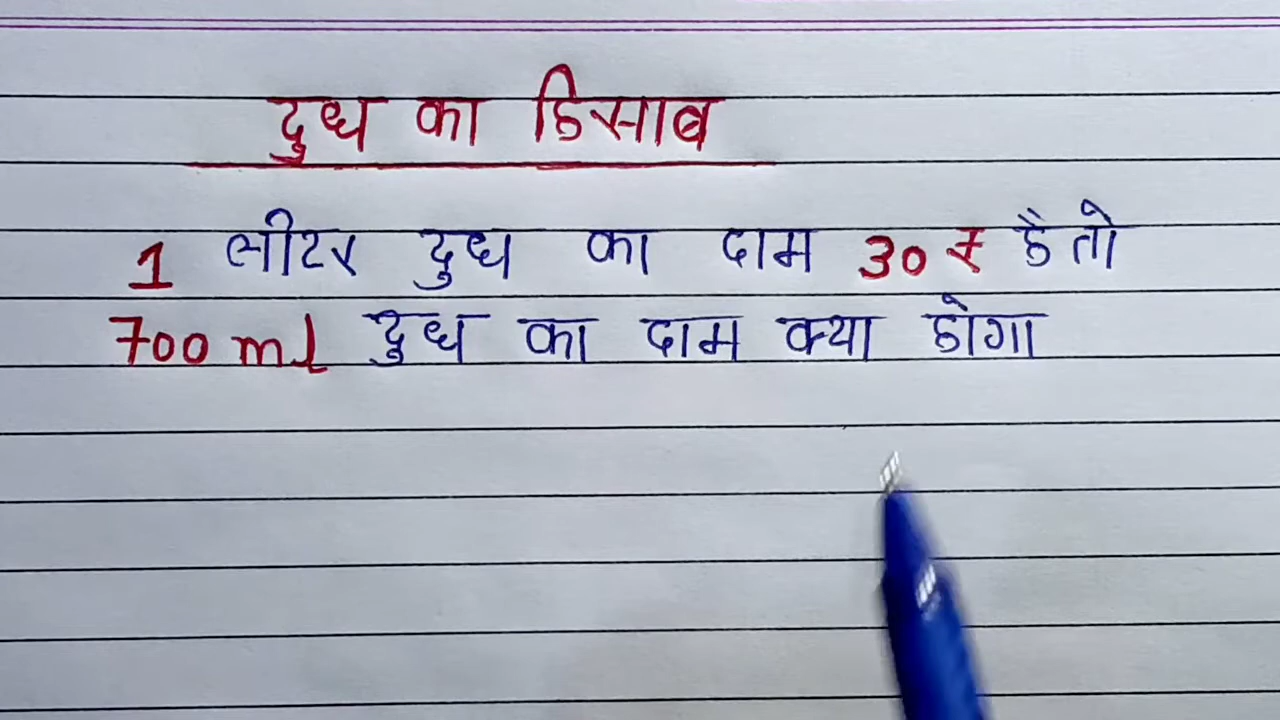 दुध का हिसाब
1 लीटर दुध का दाम 30 ₹ है तो
700 ml दुध का दाम क्या होगा